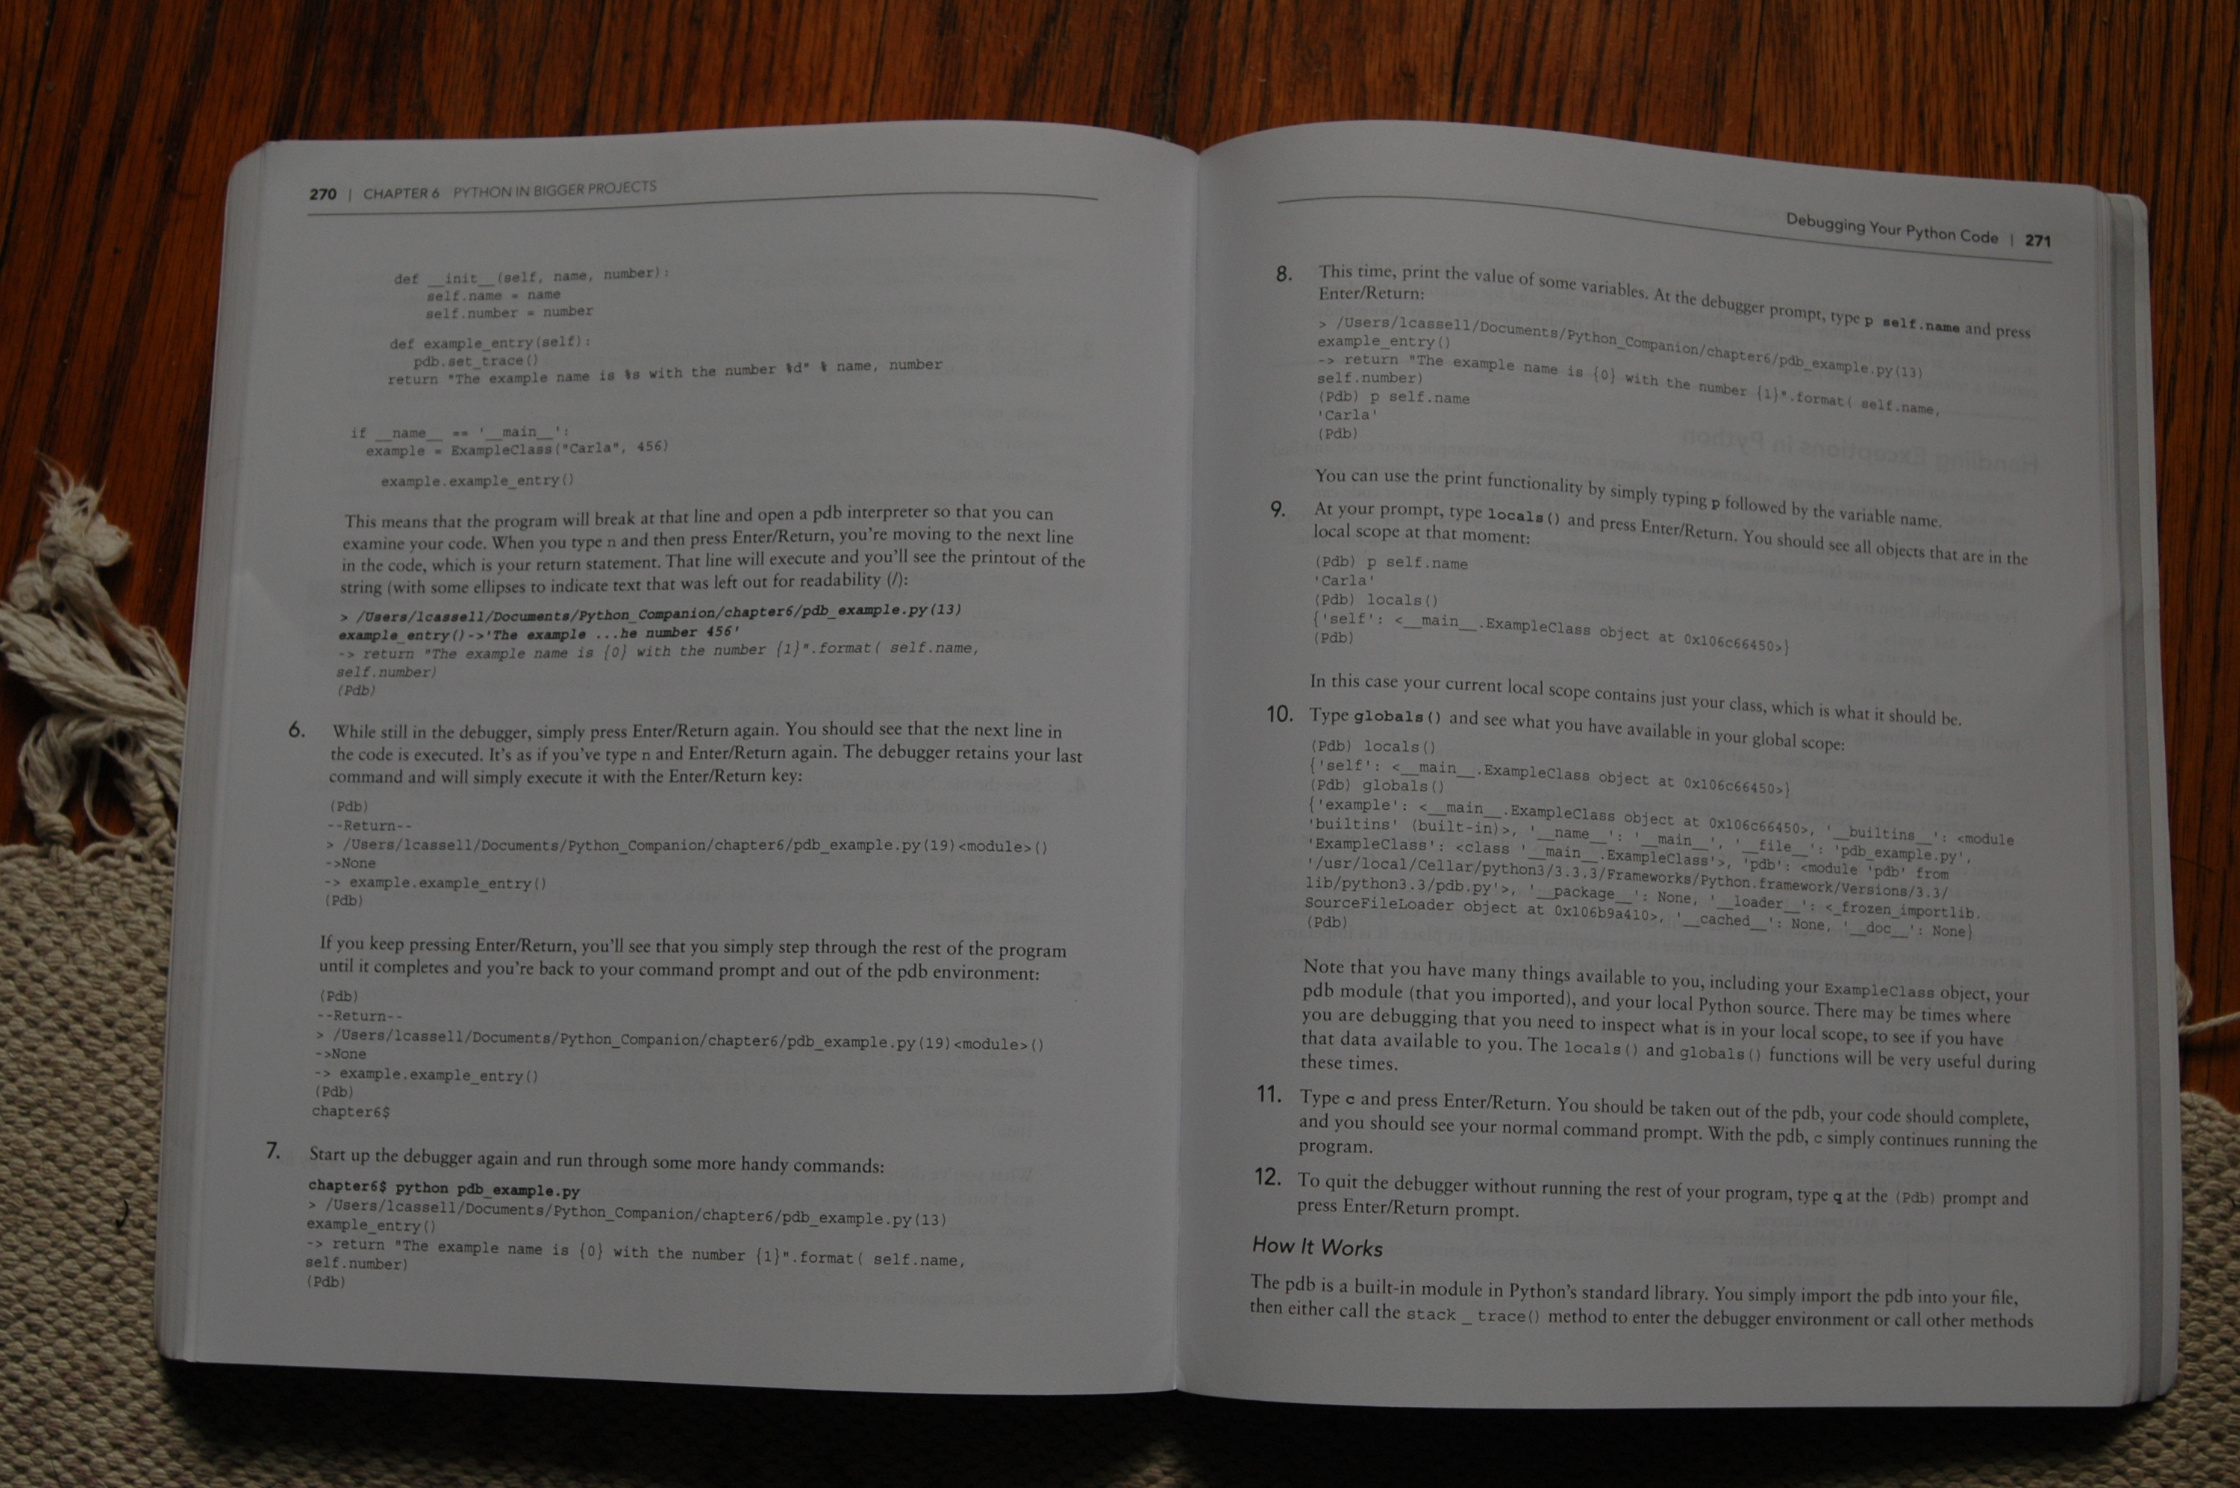 270 | CHAPTER 6 PYTHON IN BIGGER PROJECTS
def __init__(self, name, number):
self.name = name
self.number = number
def example_entry(self):
pdb.set_trace()
return "The example name is %s with the number %d" % name, number
if __name__ == '__main__':
example = ExampleClass("Carla", 456)
example.example_entry()
This means that the program will break at that line and open a pdb interpreter so that you can
examine your code. When you type n and then press Enter/Return, you're moving to the next line
in the code, which is your return statement. That line will execute and you'll see the printout of the
string (with some ellipses to indicate text that was left out for readability (/):
> /Users/lcassell/Documents/Python_Companion/chapter6/pdb_example.py(13)
example_entry()->'The example ...he number 456'
-> return "The example name is {0} with the number {1}".format( self.name,
self.number)
(Pdb)
6. While still in the debugger, simply press Enter/Return again. You should see that the next line in
the code is executed. It's as if you've type n and Enter/Return again. The debugger retains your last
command and will simply execute it with the Enter/Return key:
(Pdb)
--Return--
> /Users/lcassell/Documents/Python_Companion/chapter6/pdb_example.py(19)<module>()
->None
-> example.example_entry()
(Pdb)
If you keep pressing Enter/Return, you'll see that you simply step through the rest of the program
until it completes and you're back to your command prompt and out of the pdb environment:
(Pdb)
--Return--
> /Users/lcassell/Documents/Python_Companion/chapter6/pdb_example.py(19)<module>()
->None
-> example.example_entry()
(Pdb)
chapter6$
7. Start up the debugger again and run through some more handy commands:
chapter6$ python pdb_example.py
> /Users/lcassell/Documents/Python_Companion/chapter6/pdb_example.py(13)
example_entry()
-> return "The example name is {0} with the number {1}".format( self.name,
self.number)
(Pdb)
Debugging Your Python Code | 271
8. This time, print the value of some variables. At the debugger prompt, type p self.name and press
Enter/Return:
> /Users/lcassell/Documents/Python_Companion/chapter6/pdb_example.py(13)
example_entry()
-> return "The example name is {0} with the number {1}".format( self.name,
self.number)
(Pdb) p self.name
'Carla'
(Pdb)
You can use the print functionality by simply typing p followed by the variable name.
9. At your prompt, type locals() and press Enter/Return. You should see all objects that are in the
local scope at that moment:
(Pdb) p self.name
'Carla'
(Pdb) locals()
{'self': <__main__.ExampleClass object at 0x106c66450>}
(Pdb)
In this case your current local scope contains just your class, which is what it should be.
10. Type globals() and see what you have available in your global scope:
(Pdb) locals()
{'self': <__main__.ExampleClass object at 0x106c66450>}
(Pdb) globals()
{'example': <__main__.ExampleClass object at 0x106c66450>, '__builtins__': <module
'builtins' (built-in)>, '__name__': '__main__', '__file__': 'pdb_example.py',
'ExampleClass': <class '__main__.ExampleClass'>, 'pdb': <module 'pdb' from
'/usr/local/Cellar/python3/3.3.3/Frameworks/Python.framework/Versions/3.3/
lib/python3.3/pdb.py'>, '__package__': None, '__loader__': <_frozen_importlib.
SourceFileLoader object at 0x106b9a410>, '__cached__': None, '__doc__': None}
(Pdb)
Note that you have many things available to you, including your ExampleClass object, your
pdb module (that you imported), and your local Python source. There may be times where
you are debugging that you need to inspect what is in your local scope, to see if you have
that data available to you. The locals() and globals() functions will be very useful during
these times.
11. Type c and press Enter/Return. You should be taken out of the pdb, your code should complete,
and you should see your normal command prompt. With the pdb, c simply continues running the
program.
12. To quit the debugger without running the rest of your program, type q at the (Pdb) prompt and
press Enter/Return prompt.
How It Works
The pdb is a built-in module in Python's standard library. You simply import the pdb into your file,
then either call the stack_trace() method to enter the debugger environment or call other methods